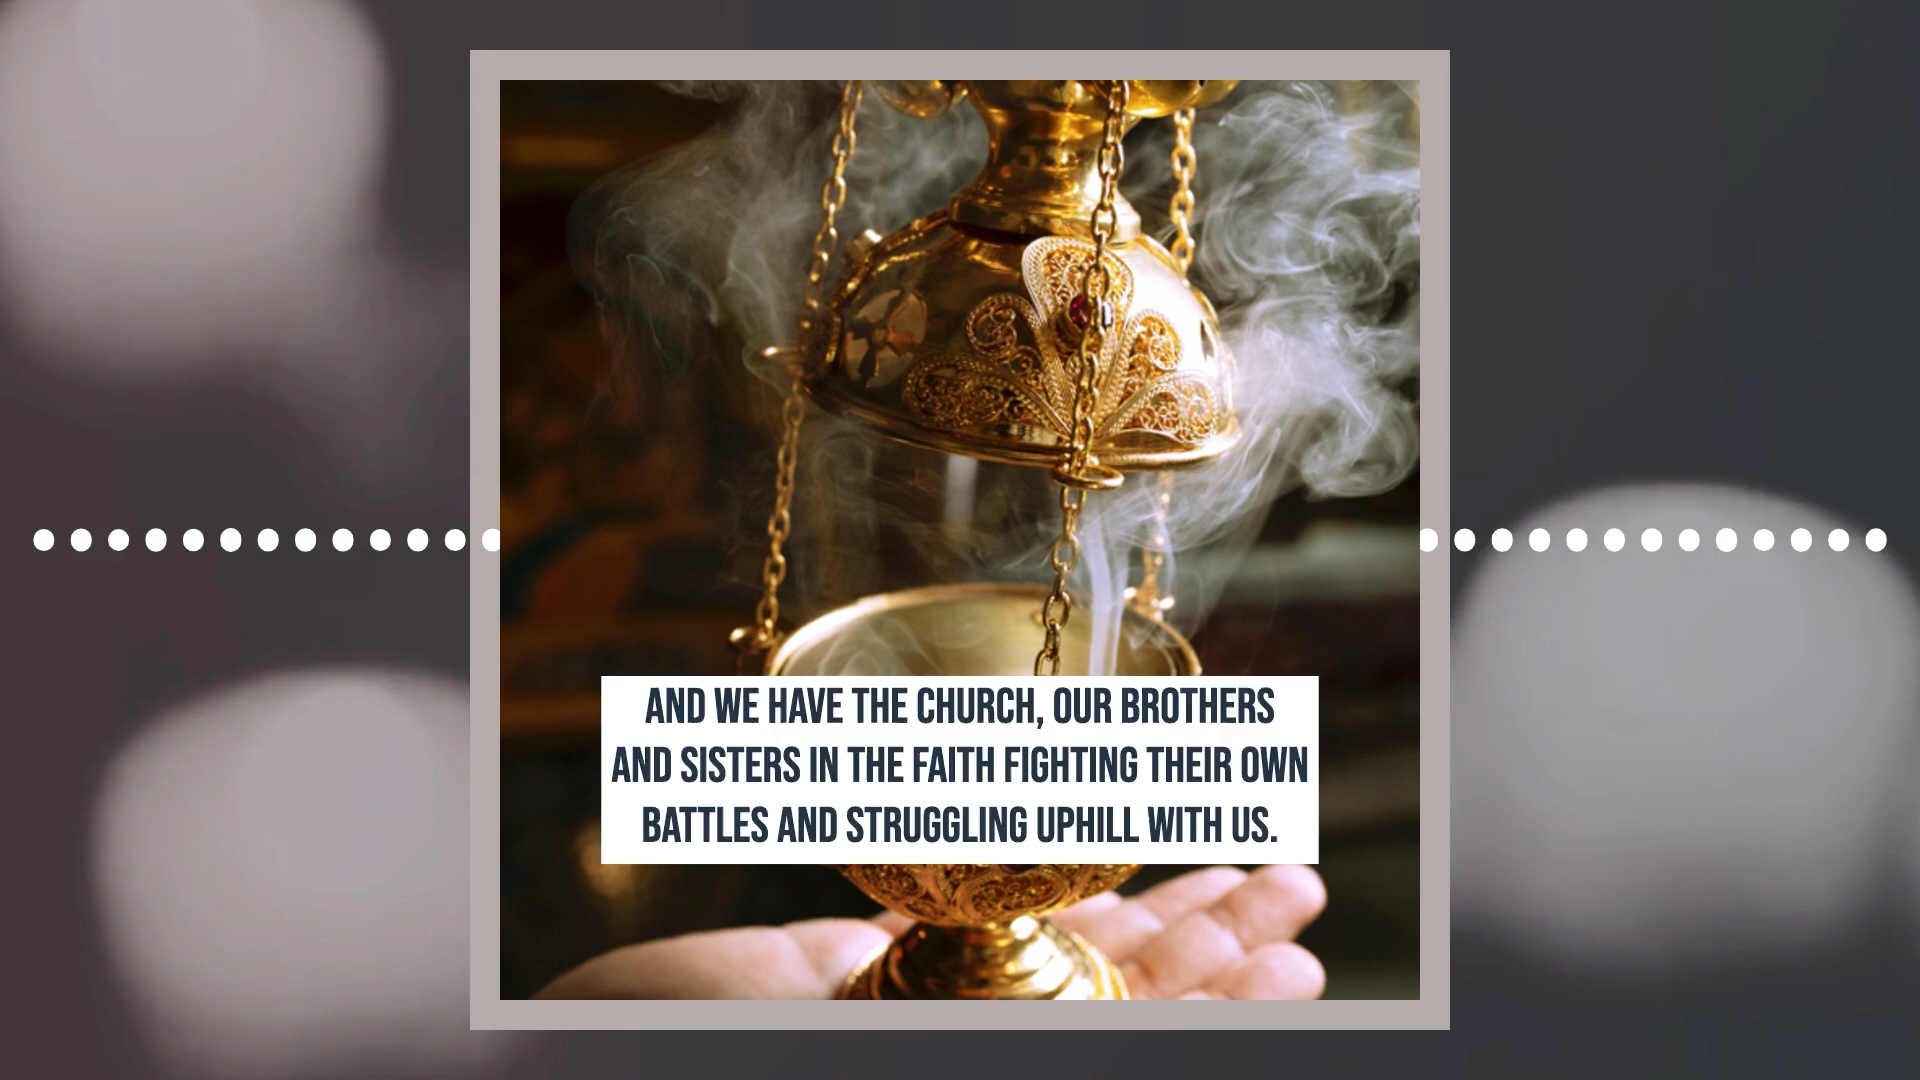 AND WE HAVE THE CHURCH, OUR BROTHERS
AND SISTERS IN THE FAITH FIGHTING THEIR OWN
BATTLES AND STRUGGLING UPHILL WITH US.